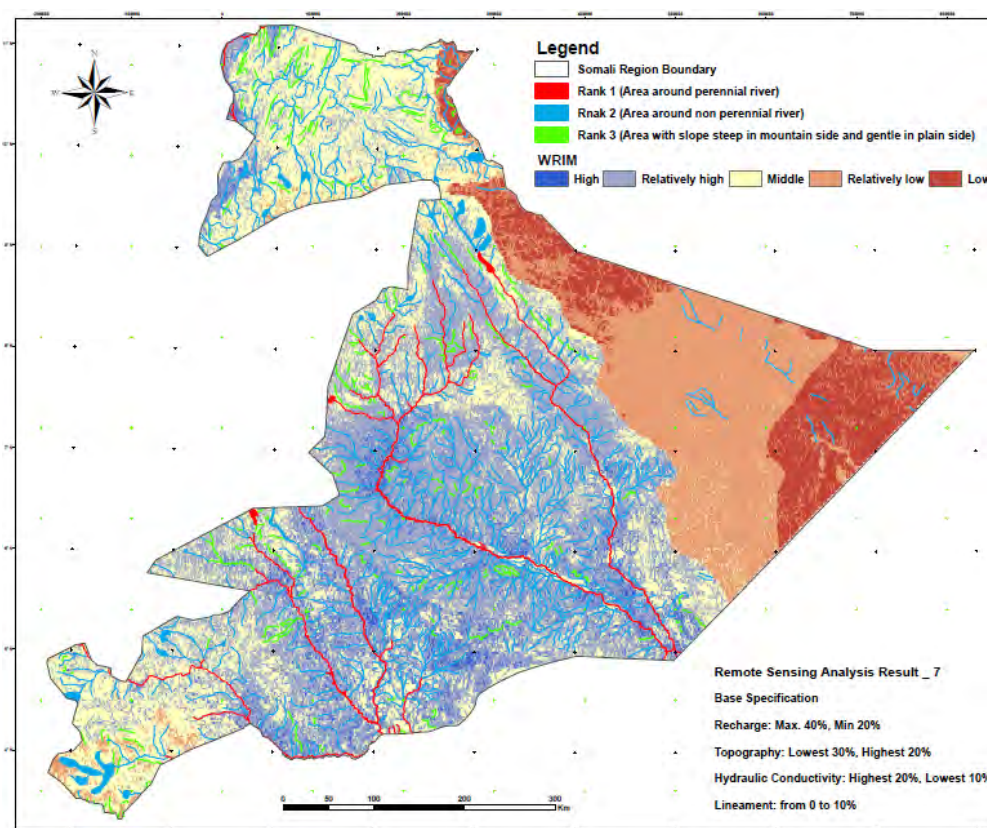 N
W E
S
Legend
Somali Region Boundary
Rank 1 (Area around perennial river)
Rnak 2 (Area around non perennial river)
Rank 3 (Area with slope steep in mountain side and gentle in plain side)
WRIM
High Relatively high Middle Relatively low Low
Remote Sensing Analysis Result _ 7
Base Specification
Recharge: Max. 40%, Min 20%
Topography: Lowest 30%, Highest 20%
Hydraulic Conductivity: Highest 20%, Lowest 10%
Lineament: from 0 to 10%
0 50 100 200 300
Km